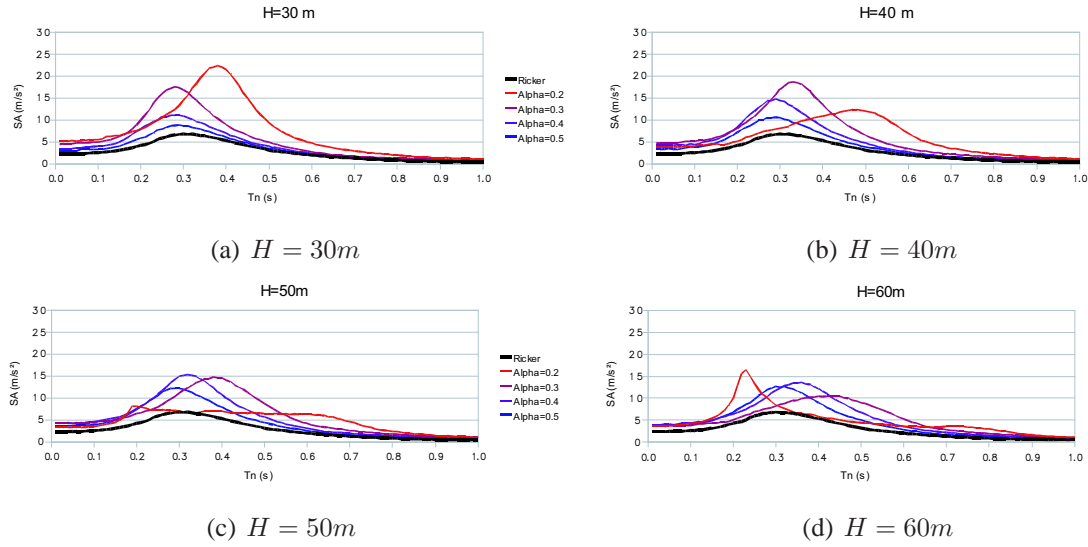 H=30 m
30
25
20
15
10
5
0
SA (m/s²)
0.0 0.1 0.2 0.3 0.4 0.5 0.6 0.7 0.8 0.9 1.0
Tn (s)
Ricker
Alpha=0.2
Alpha=0.3
Alpha=0.4
Alpha=0.5
(a) H = 30m
H=40 m
30
25
20
15
10
5
0
SA (m/s²)
0.0 0.1 0.2 0.3 0.4 0.5 0.6 0.7 0.8 0.9 1.0
Tn (s)
(b) H = 40m
H=50m
30
25
20
15
10
5
0
SA (m/s²)
0.0 0.1 0.2 0.3 0.4 0.5 0.6 0.7 0.8 0.9 1.0
Tn (s)
Ricker
Alpha=0.2
Alpha=0.3
Alpha=0.4
Alpha=0.5
(c) H = 50m
H=60m
30
25
20
15
10
5
0
SA (m/s²)
0.0 0.1 0.2 0.3 0.4 0.5 0.6 0.7 0.8 0.9 1.0
Tn (s)
(d) H = 60m